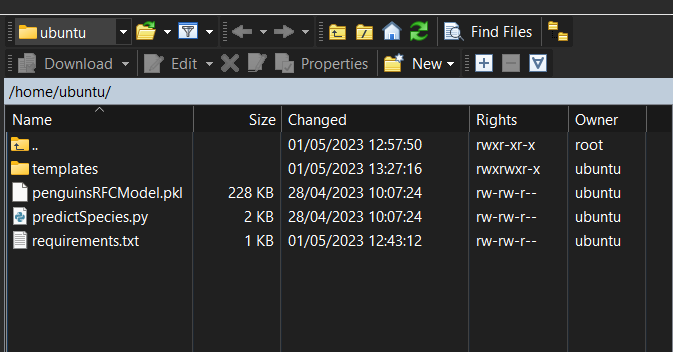 ubuntu Find Files
Download Edit Properties New
/home/ubuntu/
Name Size Changed Rights Owner
.. 01/05/2023 12:57:50 rwxr-xr-x root
templates 01/05/2023 13:27:16 rwxrwxr-x ubuntu
penguinsRFCModel.pkl 228 KB 28/04/2023 10:07:24 rw-rw-r-- ubuntu
predictSpecies.py 2 KB 28/04/2023 10:07:24 rw-rw-r-- ubuntu
requirements.txt 1 KB 01/05/2023 12:43:12 rw-rw-r-- ubuntu